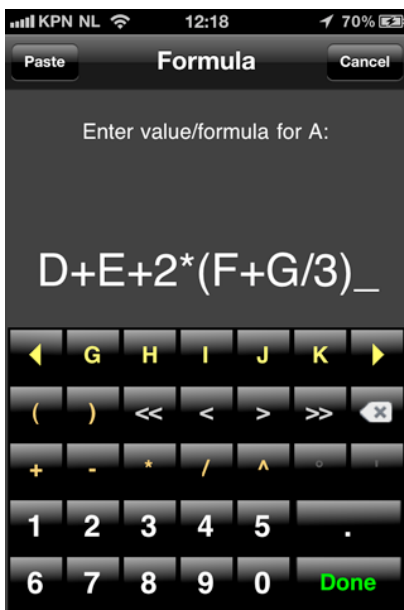 KPN NL 12:18 70%
Paste Formula Cancel
Enter value/formula for A:
D+E+2*(F+G/3)_
G H I J K
( ) << < > >>
+ - * / ^ ° '
1 2 3 4 5 .
6 7 8 9 0 Done